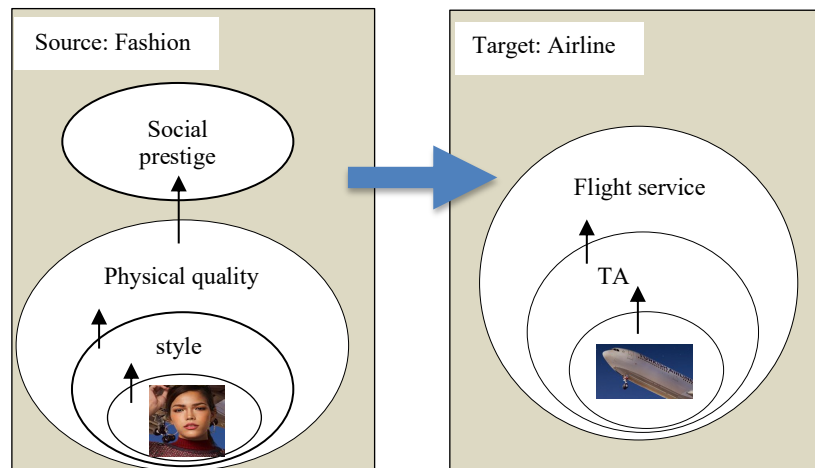 Source: Fashion
Social
prestige
Physical quality
style
Target: Airline
Flight service
TA